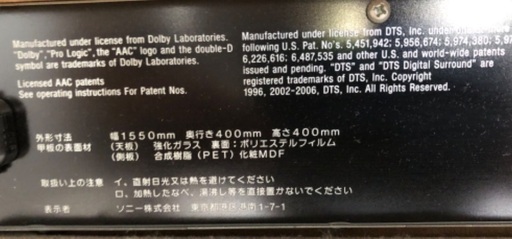 Manufactured under license from Dolby Laboratories.
"Dolby","Pro Logic", the "AAC" logo and the double-D
symbol are trademarks of Dolby Laboratories.
Licensed AAC patents
See operating instructions For Patent Nos.
Manufactured under license from DTS, Inc. under
following U.S. Pat. No's 5,451,942; 5,956,674; 5,974,380;
6,226,616; 6,487,535 and other U.S. and world-wide patents
issued and pending. "DTS" and "DTS Digital Surround" are
registered trademarks of DTS, Inc. Copyright
1996, 2002-2006, DTS, Inc. All Rights Reserved.
外形寸法 幅1550mm 奥行き400mm 高さ400mm
甲板の表面材 (天板) 強化ガラス 裏面：ポリエステルフィルム
(側板) 合成樹脂(PET)化粧MDF
取扱い上の注意 イ．直射日光又は熱を避けてください
ロ．加熱したなべ、湯沸し等を直接置かないでください
表示者 ソニー株式会社 東京都港区港南1-7-1